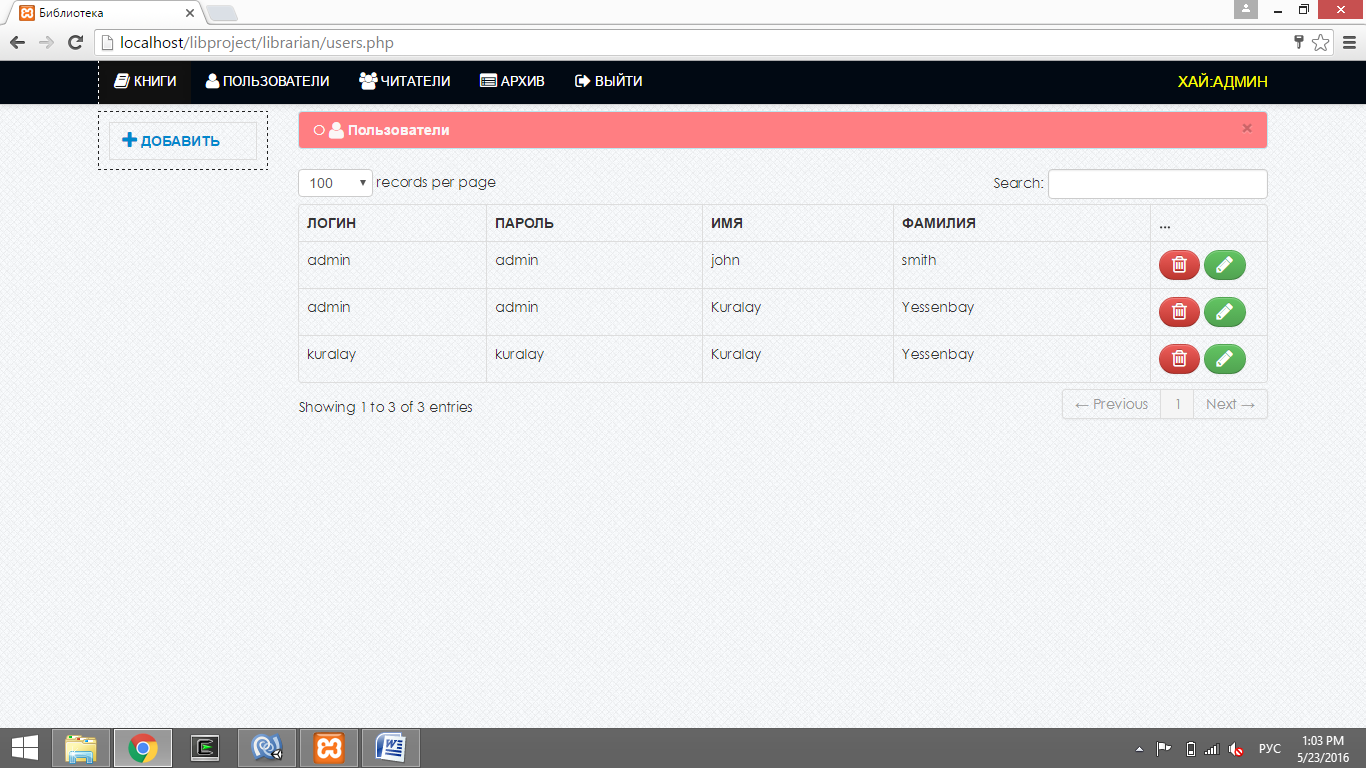 Библиотека
localhost/libproject/librarian/users.php
КНИГИ ПОЛЬЗОВАТЕЛИ ЧИТАТЕЛИ АРХИВ ВЫЙТИ ХАЙ:АДМИН
ДОБАВИТЬ
Пользователи ×
100 records per page Search:
ЛОГИН ПАРОЛЬ ИМЯ ФАМИЛИЯ ...
admin admin john smith
admin admin Kuralay Yessenbay
kuralay kuralay Kuralay Yessenbay
Showing 1 to 3 of 3 entries ← Previous 1 Next →
РУС 1:03 PM
5/23/2016